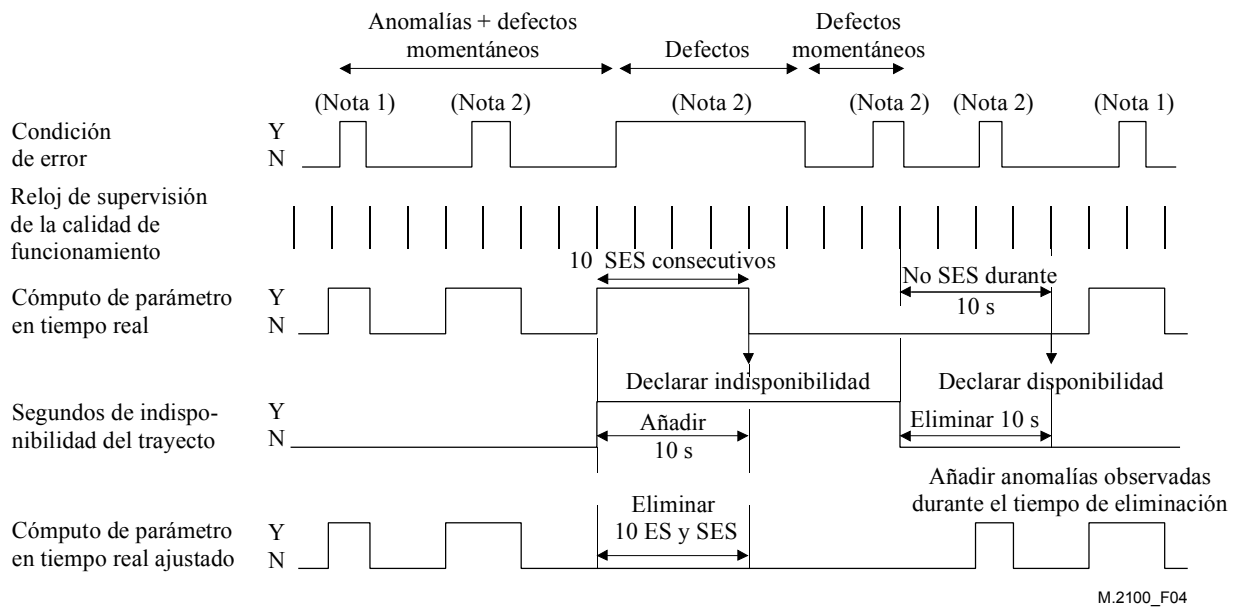 Anomalías + defectos
momentáneos
Defectos
Defectos
momentáneos
(Nota 1)
(Nota 2)
(Nota 2)
(Nota 2)
(Nota 2)
(Nota 1)
Condición
de error
Y
N
Reloj de supervisión
de la calidad de
funcionamiento
10 SES consecutivos
No SES durante
10 s
Cómputo de parámetro
en tiempo real
Y
N
Declarar indisponibilidad
Declarar disponibilidad
Segundos de indispo-
nibilidad del trayecto
Y
N
Añadir
10 s
Eliminar 10 s
Añadir anomalías observadas
durante el tiempo de eliminación
Eliminar
10 ES y SES
Cómputo de parámetro
en tiempo real ajustado
Y
N
M.2100_F04